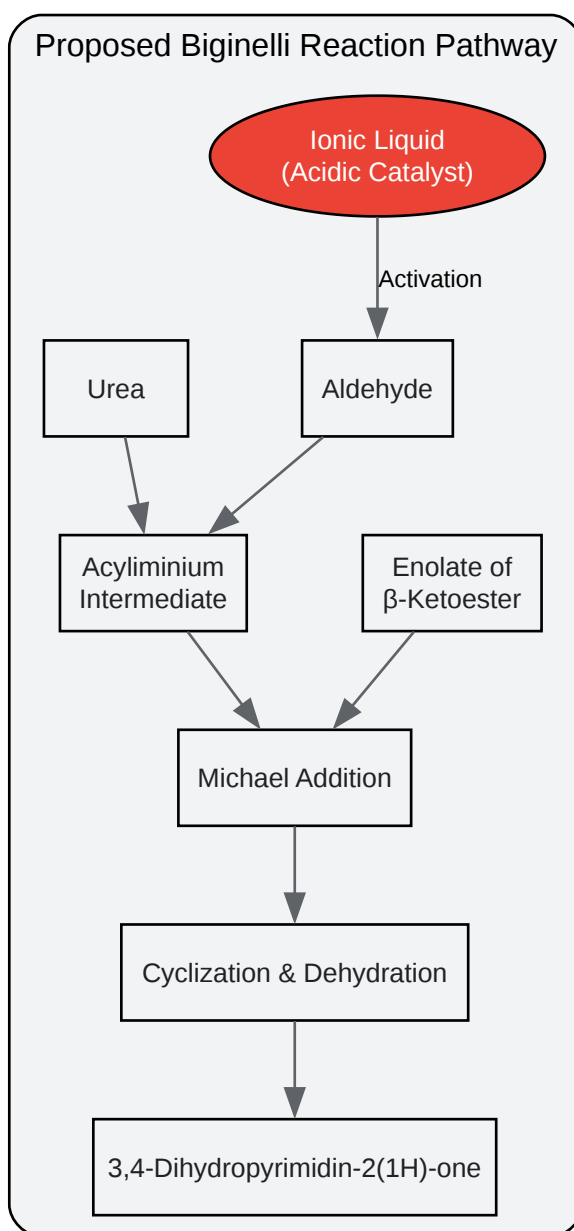 Proposed Biginelli Reaction Pathway
Ionic Liquid
(Acidic Catalyst)
Activation
Urea
Aldehyde
Acyliminium
Intermediate
Enolate of
β-Ketoester
Michael Addition
Cyclization & Dehydration
3,4-Dihydropyrimidin-2(1H)-one